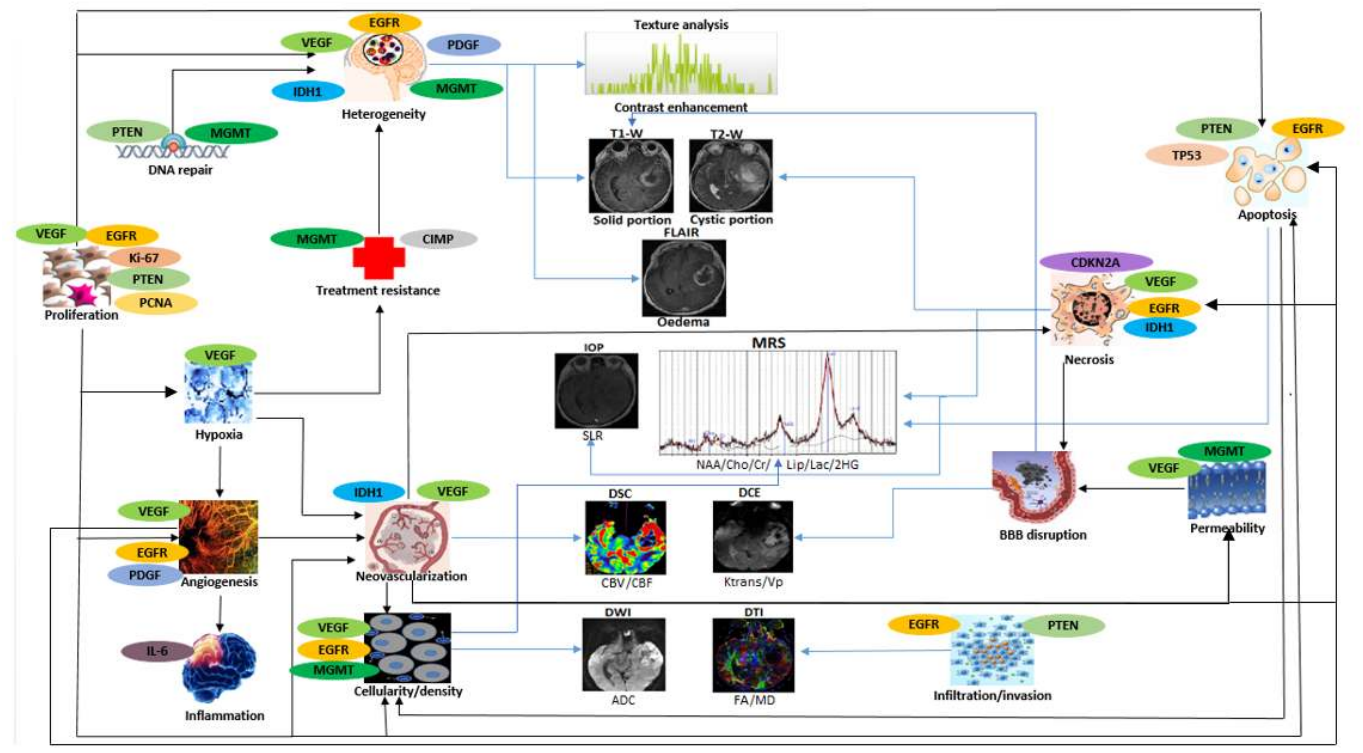 EGFR
VEGF
PDGF
IDH1
MGMT
Heterogeneity
Texture analysis
Contrast enhancement
T1-W
T2-W
Solid portion
Cystic portion
FLAIR
Oedema
PTEN
MGMT
DNA repair
PTEN
EGFR
TP53
Apoptosis
VEGF
EGFR
Ki-67
PTEN
PCNA
Proliferation
MGMT
CIMP
Treatment resistance
CDKN2A
VEGF
EGFR
IDH1
Necrosis
VEGF
Hypoxia
IOP
SLR
MRS
NAA/Cho/Cr/ Lip/Lac/2HG
VEGF
EGFR
PDGF
Angiogenesis
IDH1
VEGF
Neovascularization
DSC
CBV/CBF
DCE
Ktrans/Vp
BBB disruption
MGMT
VEGF
Permeability
IL-6
Inflammation
VEGF
EGFR
MGMT
Cellularity/density
DWI
ADC
DTI
FA/MD
EGFR
PTEN
Infiltration/invasion